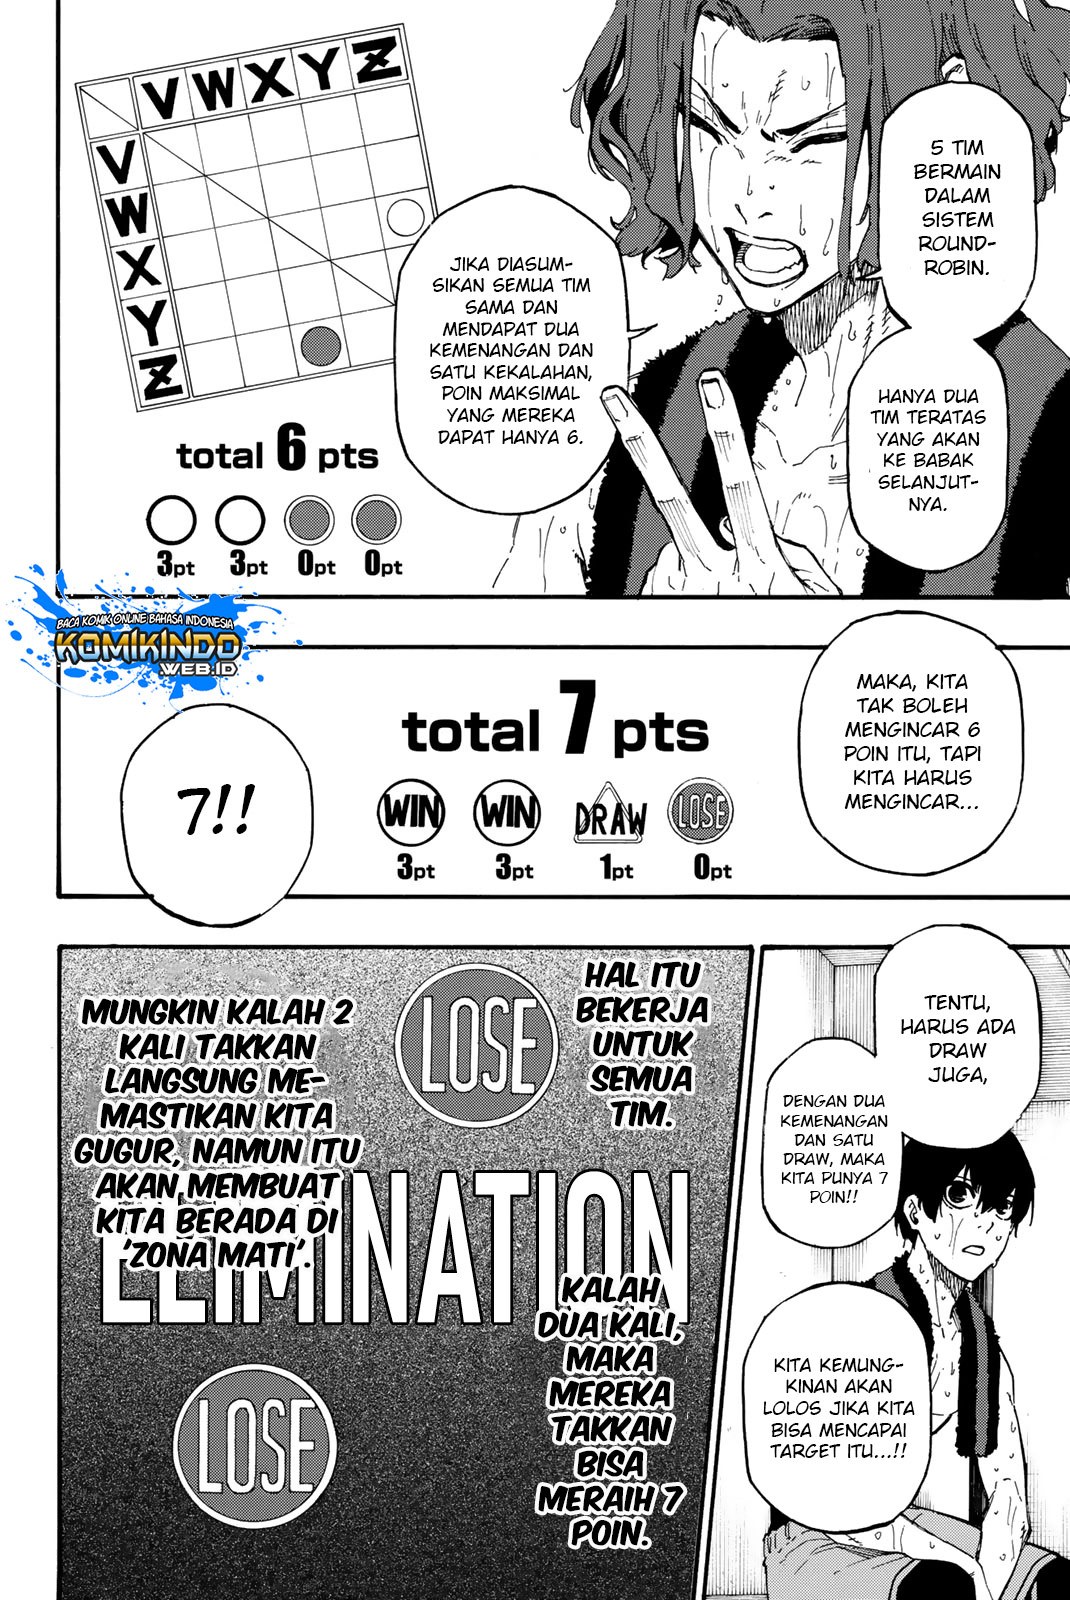 5 TIM
BERMAIN
DALAM
SISTEM
ROUND-
ROBIN.
HANYA DUA
TIM TERATAS
YANG AKAN
KE BABAK
SELANJUT-
NYA.
JIKA DIASUM-
SIKAN SEMUA TIM
SAMA DAN
MENDAPAT DUA
KEMENANGAN DAN
SATU KEKALAHAN,
POIN MAKSIMAL
YANG MEREKA
DAPAT HANYA 6.
V W X Y Z
V
W
X
Y
Z
total 6 pts
3pt 3pt 0pt 0pt
BACA KOMIK ONLINE BAHASA INDONESIA
KOMIKINDO
.WEB.ID
MAKA, KITA
TAK BOLEH
MENGINCAR 6
POIN ITU, TAPI
KITA HARUS
MENGINCAR...
total 7 pts
WIN WIN DRAW LOSE
3pt 3pt 1pt 0pt
7!!
TENTU,
HARUS ADA
DRAW
JUGA,
DENGAN DUA
KEMENANGAN
DAN SATU
DRAW, MAKA
KITA PUNYA 7
POIN!!
KITA KEMUNG-
KINAN AKAN
LOLOS JIKA KITA
BISA MENCAPAI
TARGET ITU...!!
HAL ITU
BEKERJA
UNTUK
SEMUA
TIM.
LOSE
KALAH
DUA KALI,
MAKA
MEREKA
TAKKAN
BISA
MERAIH 7
POIN.
MUNGKIN KALAH 2
KALI TAKKAN
LANGSUNG ME-
MASTIKAN KITA
GUGUR, NAMUN ITU
AKAN MEMBUAT
KITA BERADA DI
'ZONA MATI'.
ELIMINATION
LOSE